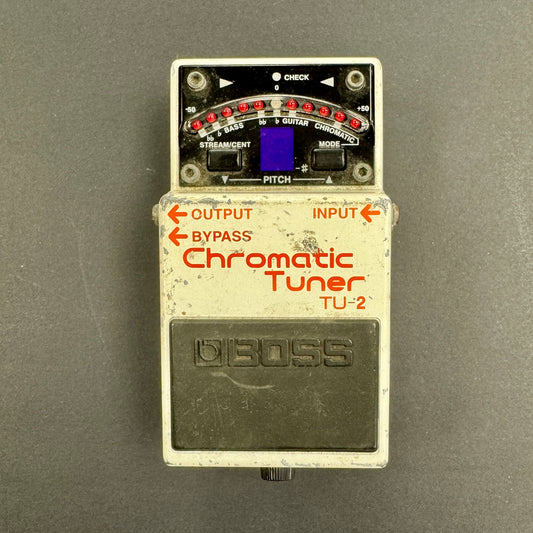 CHECK
0
-50 +50
♭♭ ♭ BASS ♭♭ ♭ GUITAR CHROMATIC
STREAM/CENT MODE
-#
▼ PITCH ▲
← OUTPUT INPUT ←
← BYPASS
Chromatic
Tuner
TU-2
BOSS